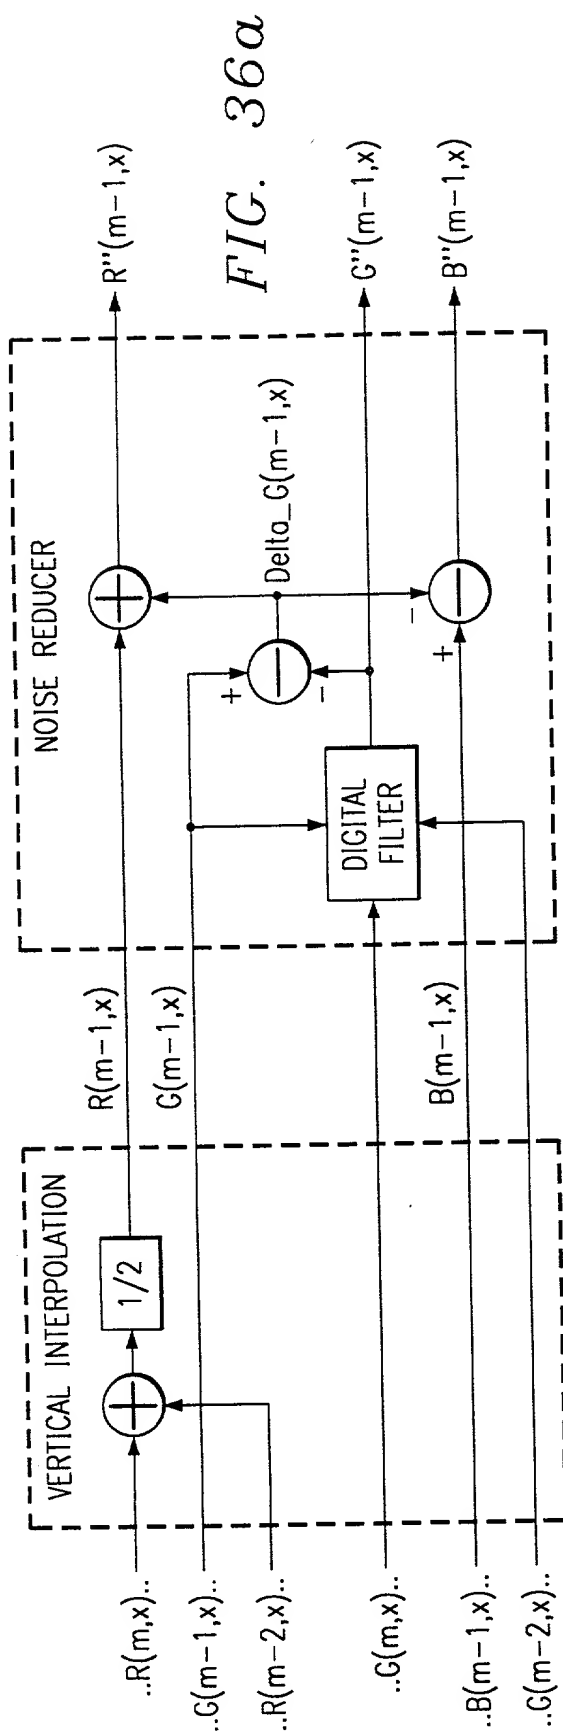 ..R(m,x)..
..G(m-1,x)..
..R(m-2,x)..
..G(m,x)..
..B(m-1,x)..
..G(m-2,x)..
VERTICAL INTERPOLATION
+
1/2
R(m-1,x)
G(m-1,x)
B(m-1,x)
NOISE REDUCER
DIGITAL
FILTER
+
−
−
+
Delta_G(m-1,x)
+
−
−
R"(m-1,x)
G"(m-1,x)
B"(m-1,x)
FIG. 36a